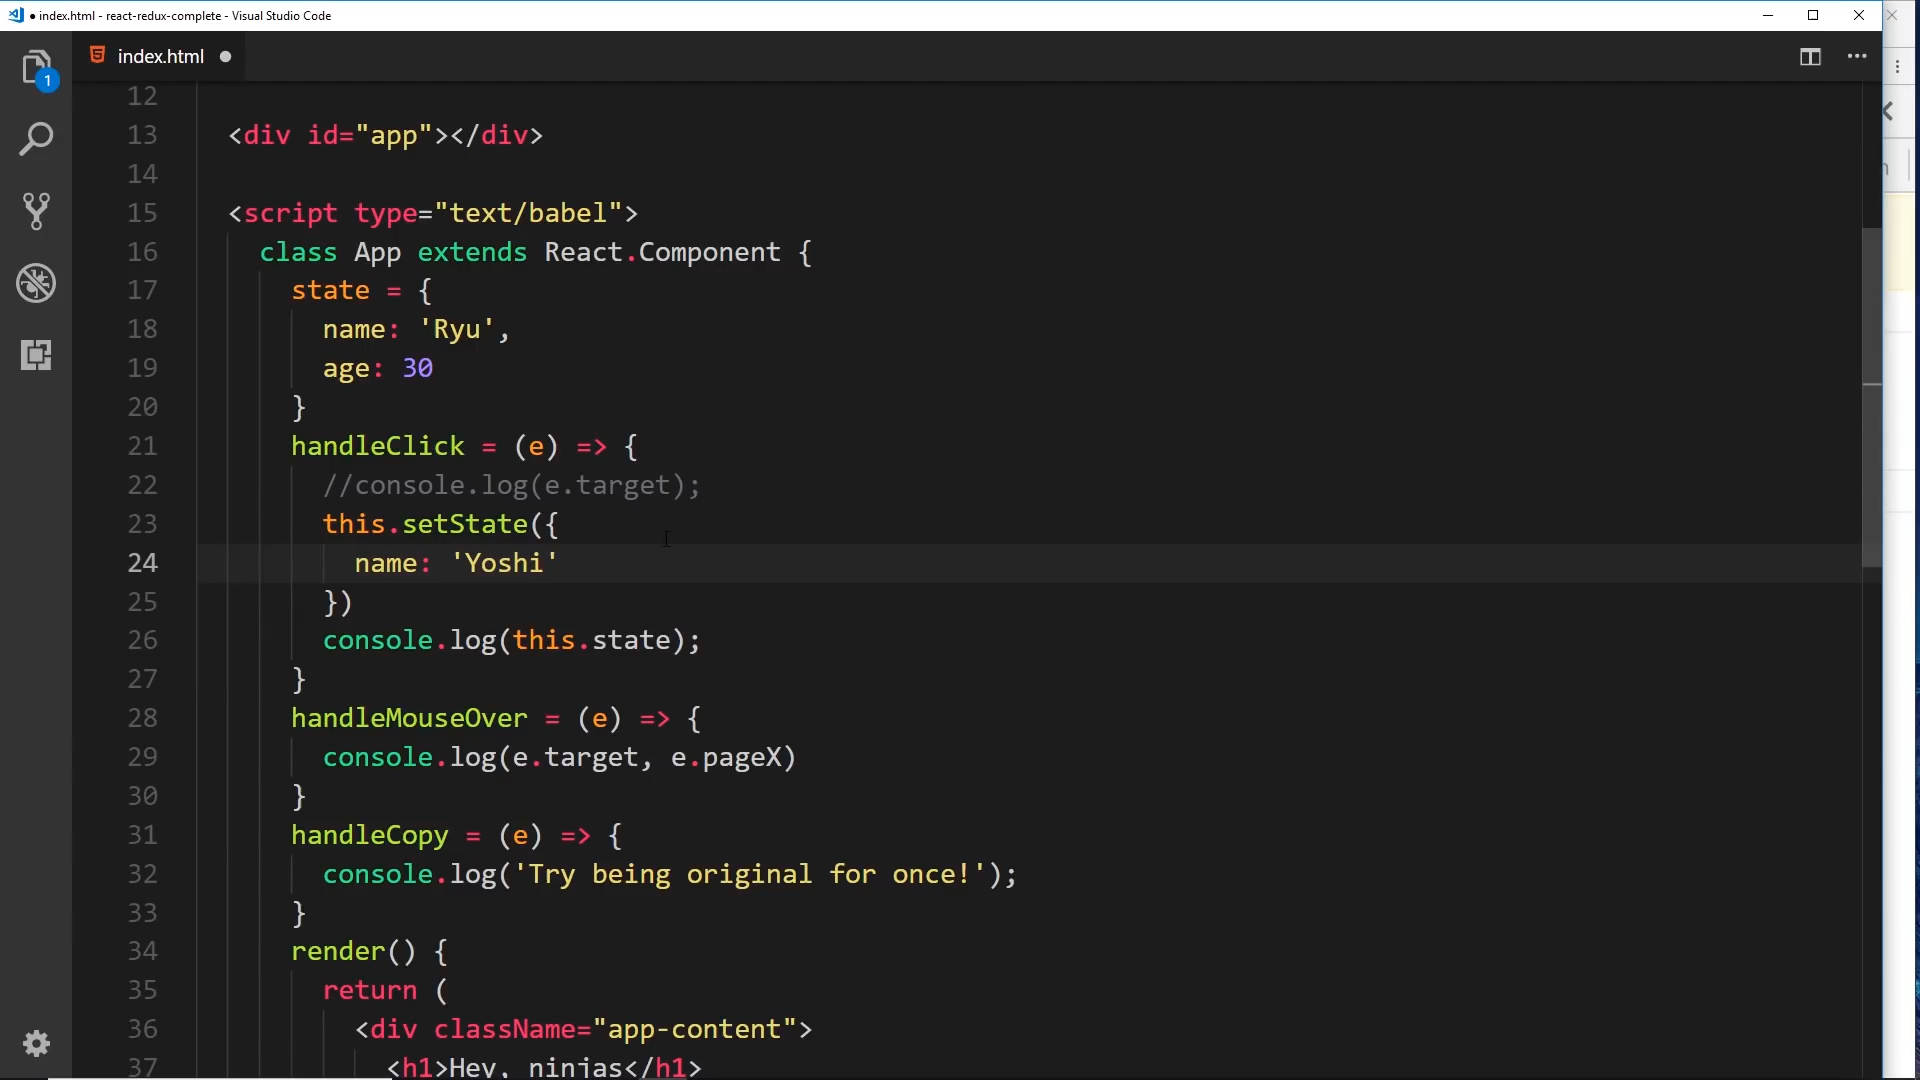 ● index.html - react-redux-complete - Visual Studio Code
index.html ●
1
12
13 <div id="app"></div>
14
15 <script type="text/babel">
16 class App extends React.Component {
17 state = {
18 name: 'Ryu',
19 age: 30
20 }
21 handleClick = (e) => {
22 //console.log(e.target);
23 this.setState({
24 name: 'Yoshi'
25 })
26 console.log(this.state);
27 }
28 handleMouseOver = (e) => {
29 console.log(e.target, e.pageX)
30 }
31 handleCopy = (e) => {
32 console.log('Try being original for once!');
33 }
34 render() {
35 return (
36 <div className="app-content">
37 <h1>Hey, ninjas</h1>